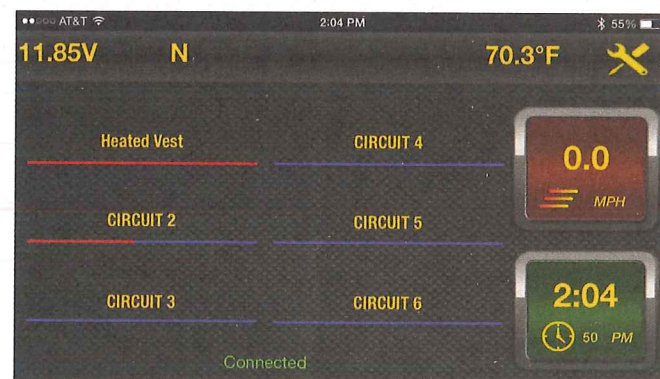 AT&T 2:04 PM 55%
11.85V N 70.3°F
Heated Vest CIRCUIT 4
0.0
MPH
CIRCUIT 2 CIRCUIT 5
CIRCUIT 3 CIRCUIT 6
2:04
50 PM
Connected